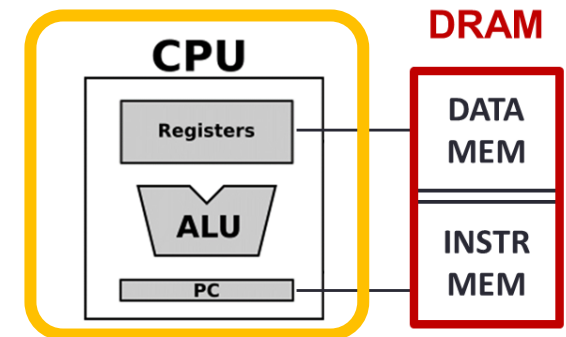 CPU
Registers
ALU
PC
DRAM
DATA
MEM
INSTR
MEM